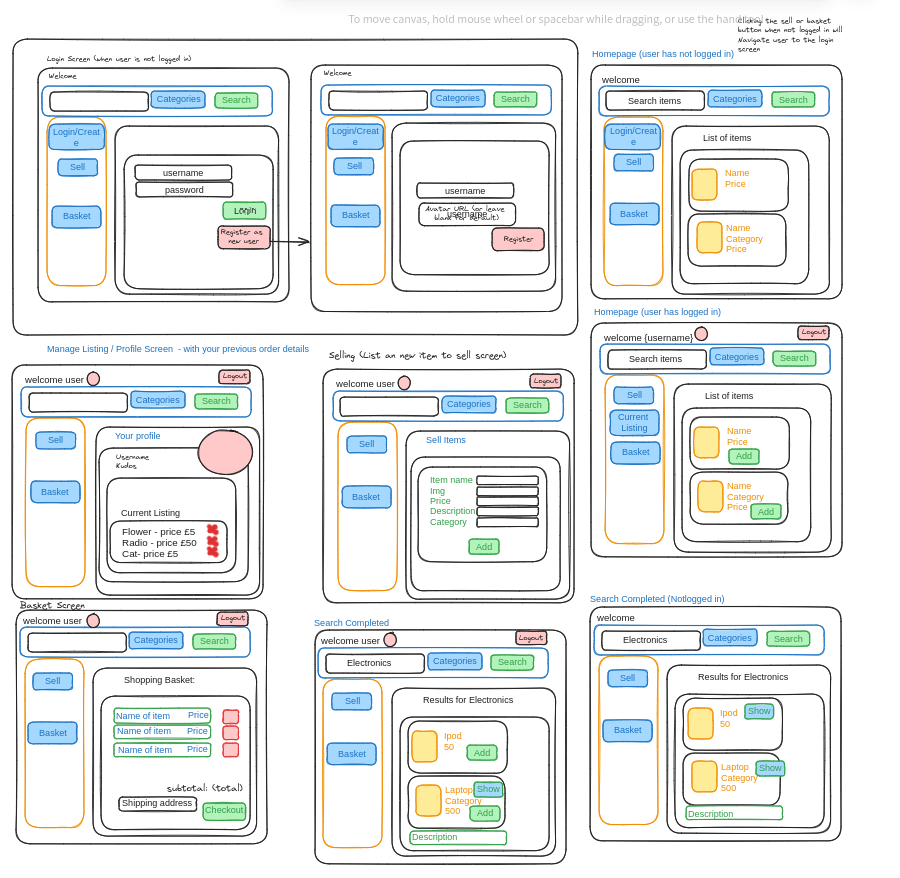 To move canvas, hold mouse wheel or spacebar while dragging, or use the hand tool
Clicking the sell or basket
button when not logged in will
Navigate user to the login
screen
Login Screen (when user is not logged in)
Welcome
Categories
Search
Login/Creat
e
Sell
Basket
username
password
Login
Register as
new user
Welcome
Categories
Search
Login/Creat
e
Sell
Basket
username
Avatar URL (or leave
blank for default)
username
Register
Homepage (user has not logged in)
welcome
Search items
Categories
Search
Login/Creat
e
Sell
Basket
List of items
Name
Price
Name
Category
Price
Homepage (user has logged in)
welcome {username}
Logout
Search items
Categories
Search
Sell
Current
Listing
Basket
List of items
Name
Price
Add
Name
Category
Price
Add
Manage Listing / Profile Screen - with your previous order details
welcome user
Logout
Categories
Search
Sell
Basket
Your profile
Username
Kudos
Current Listing
Flower - price £5
Radio - price £50
Cat- price £5
Selling (List an new item to sell screen)
welcome user
Logout
Categories
Search
Sell
Basket
Sell Items
Item name
Img
Price
Description
Category
Add
Basket Screen
welcome user
Logout
Categories
Search
Sell
Basket
Shopping Basket:
Name of item Price
Name of item Price
Name of item Price
subtotal: (total)
Shipping address
Checkout
Search Completed
welcome user
Logout
Electronics
Categories
Search
Sell
Basket
Results for Electronics
Ipod
50
Add
Laptop
Show
Category
500
Add
Description
Search Completed (Notlogged in)
welcome
Electronics
Categories
Search
Sell
Basket
Results for Electronics
Ipod
Show
50
Laptop
Show
Category
500
Description